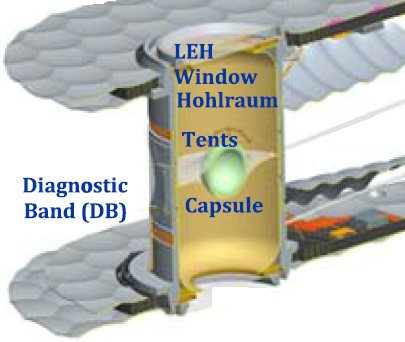 LEH
Window
Hohlraum
Tents
Diagnostic
Band (DB)
Capsule